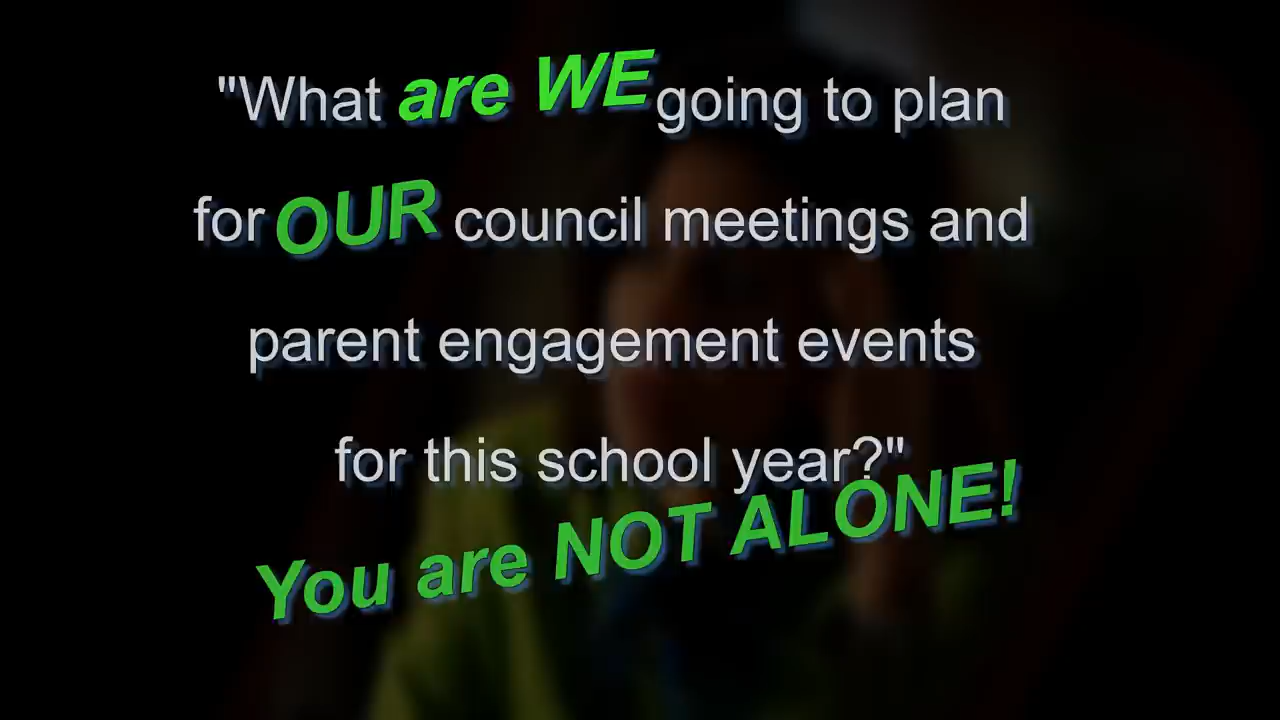 "What are WE going to plan
for OUR council meetings and
parent engagement events
for this school year?"
You are NOT ALONE!